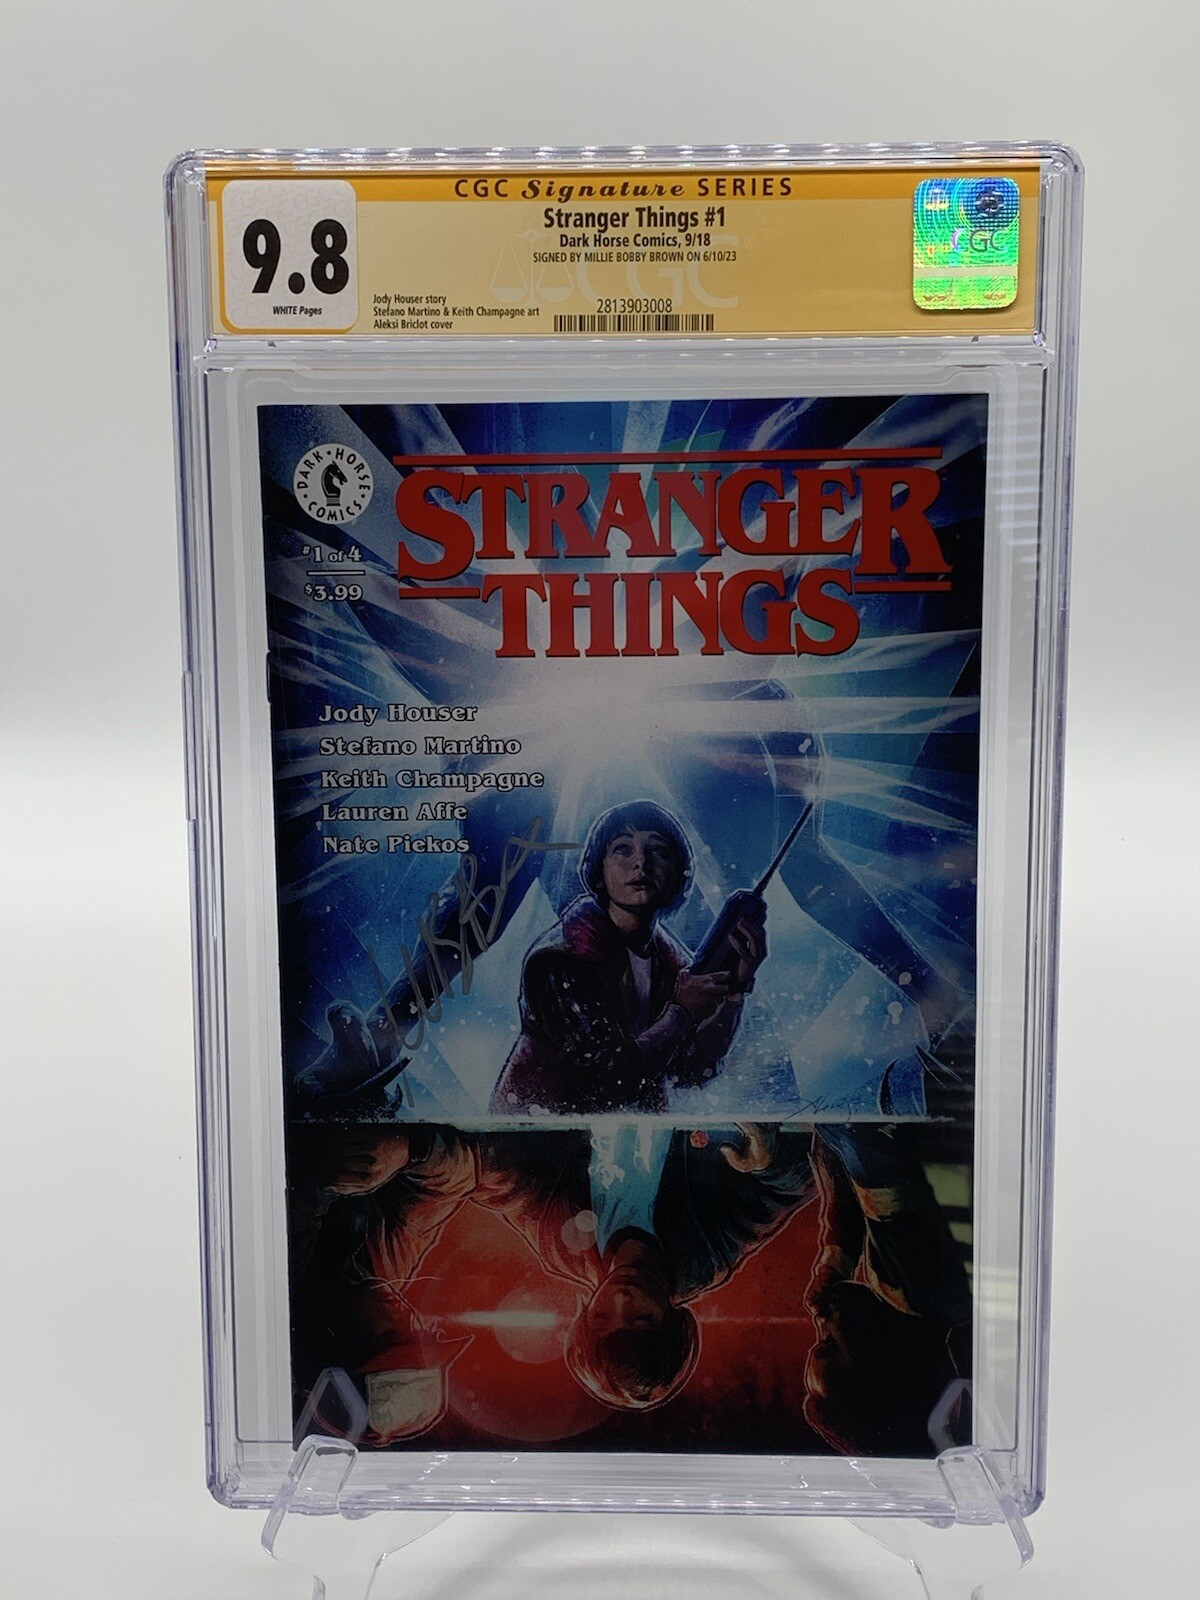 CGC Signature SERIES
9.8
WHITE Pages
Stranger Things #1
Dark Horse Comics, 9/18
SIGNED BY MILLIE BOBBY BROWN ON 6/10/23
Jody Houser story
Stefano Martino & Keith Champagne art
Aleksi Briclot cover
2813903008
CGC
CGC
DARK HORSE COMICS
#1 of 4
$3.99
STRANGER
THINGS
Jody Houser
Stefano Martino
Keith Champagne
Lauren Affe
Nate Piekos